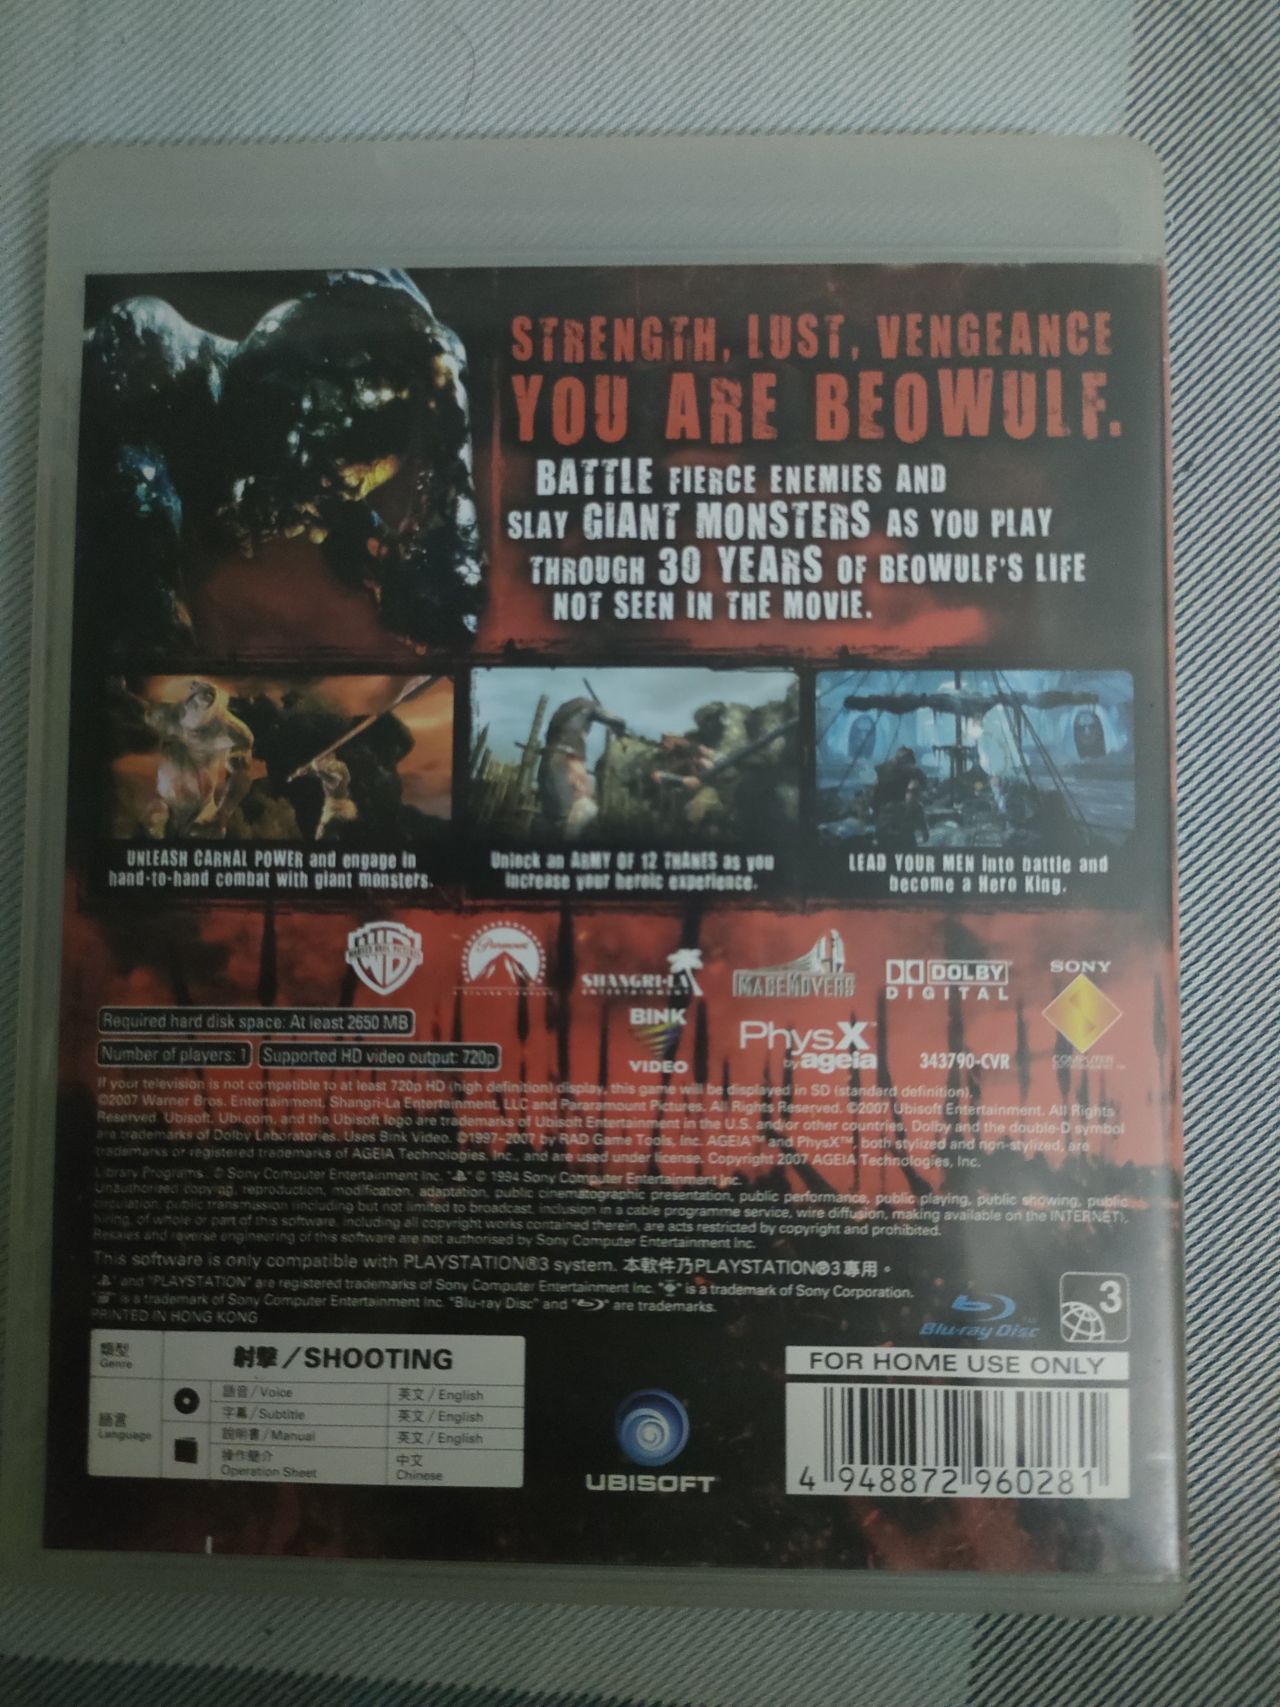 STRENGTH, LUST, VENGEANCE
YOU ARE BEOWULF.
BATTLE FIERCE ENEMIES AND
SLAY GIANT MONSTERS AS YOU PLAY
THROUGH 30 YEARS OF BEOWULF'S LIFE
NOT SEEN IN THE MOVIE.
UNLEASH CARNAL POWER and engage in
hand-to-hand combat with giant monsters.
Unlock an ARMY OF 12 THANES as you
increase your heroic experience.
LEAD YOUR MEN into battle and
become a Hero King.
WB
WARNER BROS. PICTURES
Paramount
SHANGRI-LA
ENTERTAINMENT
IMAGEMOVERS
DOLBY
DIGITAL
SONY
COMPUTER
ENTERTAINMENT
BINK
VIDEO
PhysX™
by ageia
343790-CVR
Required hard disk space: At least 2650 MB
Number of players: 1
Supported HD video output: 720p
If your television is not compatible to at least 720p HD (high definition) display, this game will be displayed in SD (standard definition).
©2007 Warner Bros. Entertainment, Shangri-La Entertainment, LLC and Pararamount Pictures. All Rights Reserved. ©2007 Ubisoft Entertainment. All Rights
Reserved. Ubisoft, Ubi.com, and the Ubisoft logo are trademarks of Ubisoft Entertainment in the U.S. and/or other countries. Dolby and the double-D symbol
are trademarks of Dolby Laboratories. Uses Bink Video. ©1997-2007 by RAD Game Tools, Inc. AGEIA™ and PhysX™, both stylized and non-stylized, are
trademarks or registered trademarks of AGEIA Technologies, Inc., and are used under license. Copyright 2007 AGEIA Technologies, Inc.
Library Programs : © Sony Computer Entertainment Inc. " " © 1994 Sony Computer Entertainment Inc.
Unauthorized copying, reproduction, modification, adaptation, public cinematographic presentation, public performance, public playing, public showing, public
circulation, public transmission (including but not limited to broadcast, inclusion in a cable programme service, wire diffusion, making available on the INTERNET),
hiring, of whole or part of this software, including all copyright works contained therein, are acts restricted by copyright and prohibited.
Resales and reverse engineering of this software are not authorised by Sony Computer Entertainment Inc.
This software is only compatible with PLAYSTATION®3 system. 本軟件乃PLAYSTATION®3專用。
" " and "PLAYSTATION" are registered trademarks of Sony Computer Entertainment Inc. " " is a trademark of Sony Corporation.
" " is a trademark of Sony Computer Entertainment Inc. "Blu-ray Disc" and " " are trademarks.
PRINTED IN HONG KONG
Blu-ray Disc
3
類型
Genre
射擊/SHOOTING
語言
Language
語音/Voice
英文/English
字幕/Subtitle
英文/English
説明書/Manual
英文/English
操作簡介
Operation Sheet
中文
Chinese
UBISOFT
FOR HOME USE ONLY
4 948872 960281